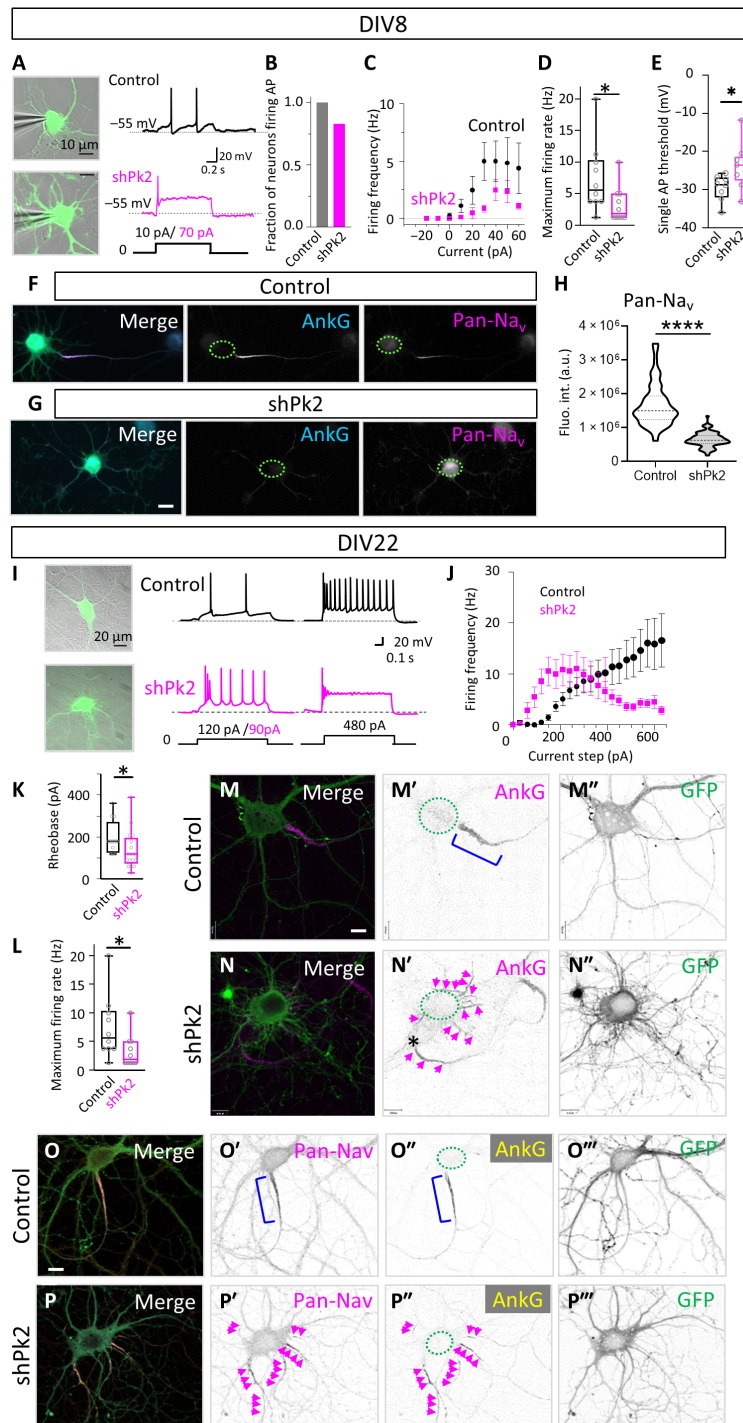 DIV8
A
Control
−55 mV
10 µm
20 mV
0.2 s
shPk2
−55 mV
10 pA/ 70 pA
0
B
Fraction of neurons firing AP
1.0
0.5
0.0
Control
shPk2
C
Firing frequency (Hz)
10
5
0
Control
shPk2
−20 0 20 40 60
Current (pA)
D
Maximum firing rate (Hz)
20
15
10
5
0
*
Control
shPk2
E
Single AP threshold (mV)
0
−10
−20
−30
−40
*
Control
shPk2
F
Control
Merge
AnkG
Pan-Nav
G
shPk2
Merge
AnkG
Pan-Nav
H
Pan-Nav
****
Fluo. int. (a.u.)
4 × 10⁶
3 × 10⁶
2 × 10⁶
1 × 10⁶
0
Control
shPk2
DIV22
I
Control
20 µm
20 mV
0.1 s
shPk2
120 pA /90pA
480 pA
0
J
Firing frequency (Hz)
30
20
10
0
Control
shPk2
0 200 400 600
Current step (pA)
K
Rheobase (pA)
400
200
0
*
Control
shPk2
L
Maximum firing rate (Hz)
20
15
10
5
0
*
Control
shPk2
Control
M
Merge
M'
AnkG
M"
GFP
shPk2
N
Merge
N'
AnkG
*
N"
GFP
Control
O
Merge
O'
Pan-Nav
O"
AnkG
O'"
GFP
shPk2
P
Merge
P'
Pan-Nav
P"
AnkG
P'"
GFP